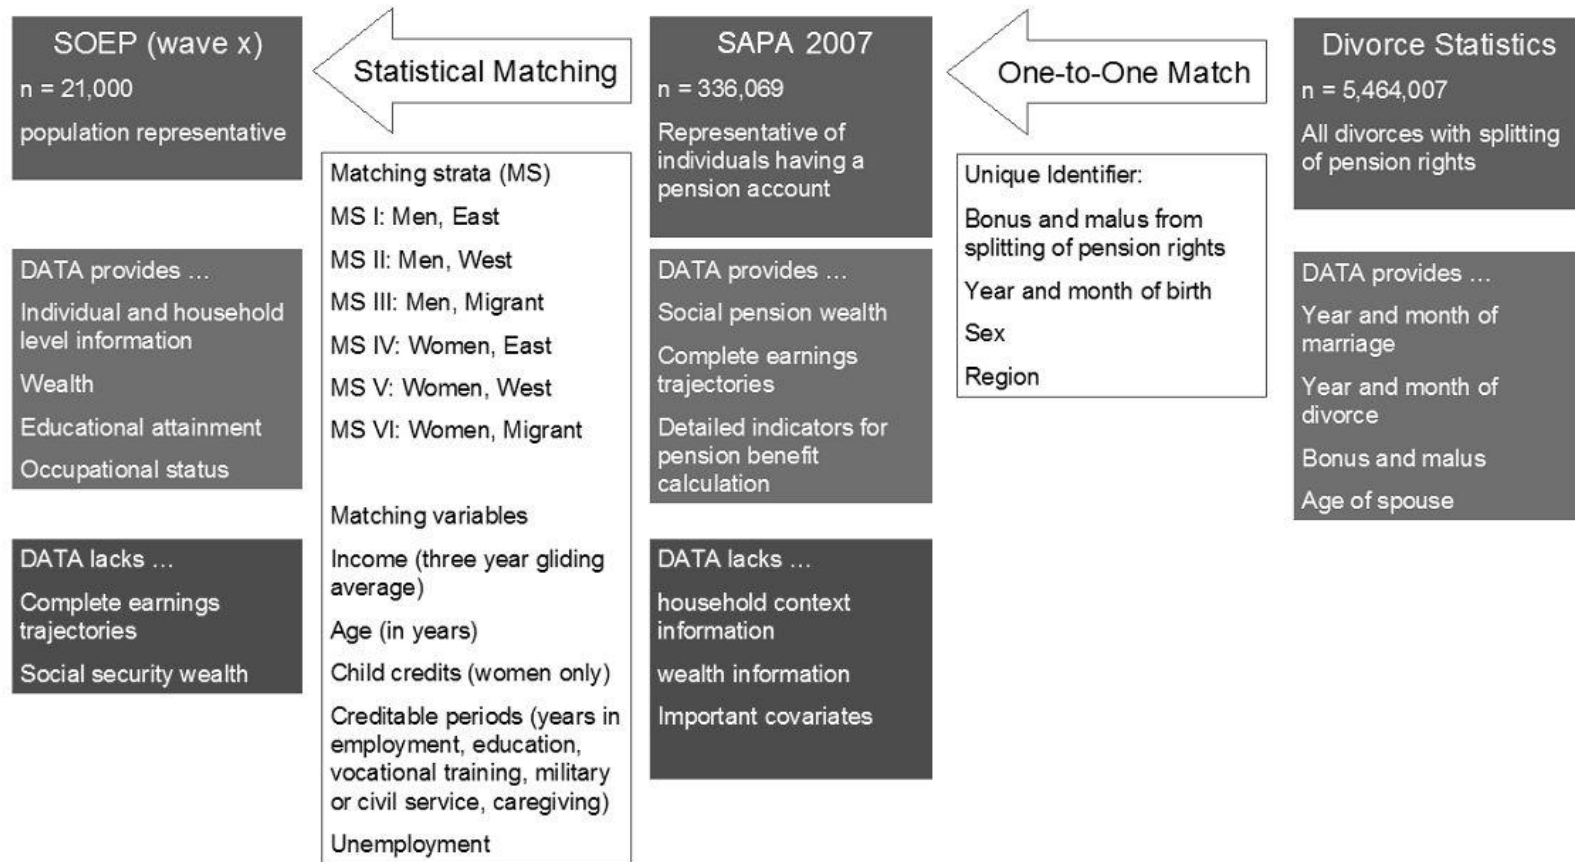 SOEP (wave x)
n = 21,000
population representative
DATA provides ...
Individual and household
level information
Wealth
Educational attainment
Occupational status
DATA lacks ...
Complete earnings
trajectories
Social security wealth
Statistical Matching
Matching strata (MS)
MS I: Men, East
MS II: Men, West
MS III: Men, Migrant
MS IV: Women, East
MS V: Women, West
MS VI: Women, Migrant
Matching variables
Income (three year gliding
average)
Age (in years)
Child credits (women only)
Creditable periods (years in
employment, education,
vocational training, military
or civil service, caregiving)
Unemployment
SAPA 2007
n = 336,069
Representative of
individuals having a
pension account
DATA provides ...
Social pension wealth
Complete earnings
trajectories
Detailed indicators for
pension benefit
calculation
DATA lacks ...
household context
information
wealth information
Important covariates
One-to-One Match
Unique Identifier:
Bonus and malus from
splitting of pension rights
Year and month of birth
Sex
Region
Divorce Statistics
n = 5,464,007
All divorces with splitting
of pension rights
DATA provides ...
Year and month of
marriage
Year and month of
divorce
Bonus and malus
Age of spouse